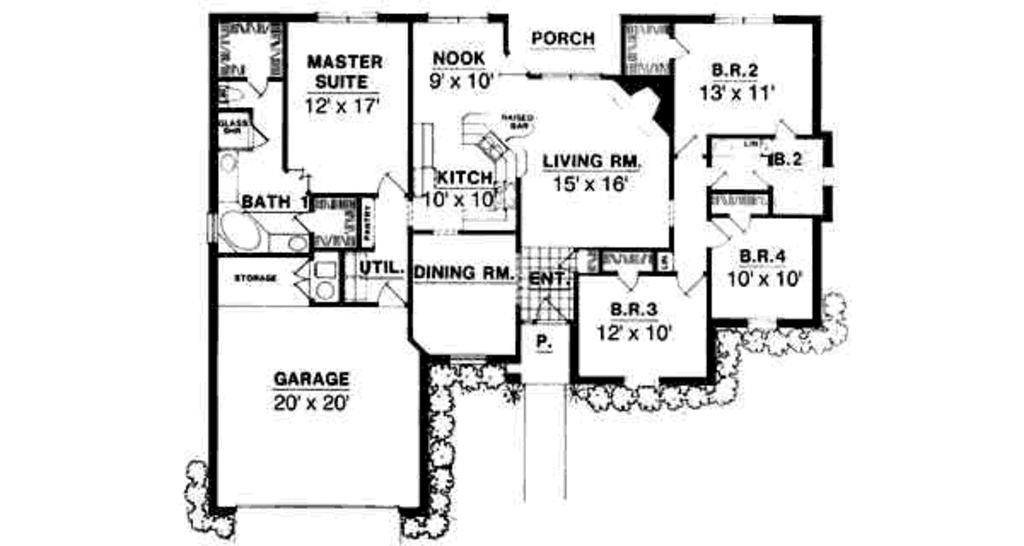 PORCH
NOOK
9' x 10'
MASTER
SUITE
12' x 17'
B.R.2
13' x 11'
GLASS
SHR
RAISED
BAR
LIN
B.2
LIVING RM.
15' x 16'
KITCH.
10' x 10'
BATH 1
PANTRY
UTIL.
DINING RM.
ENT.
LIN
B.R.4
10' x 10'
STORAGE
B.R.3
12' x 10'
P.
GARAGE
20' x 20'